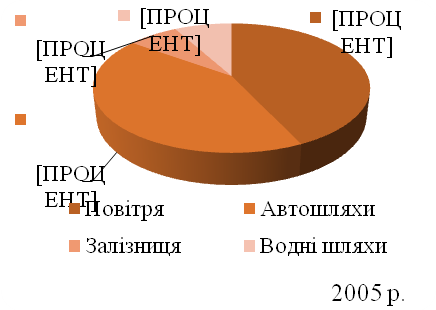 [ПРОЦ
ЕНТ]
[ПРОЦ
ЕНТ]
[ПРОЦ
ЕНТ]
[ПРОЦ
ЕНТ]
Повітря
Автошляхи
Залізниця
Водні шляхи
2005 р.